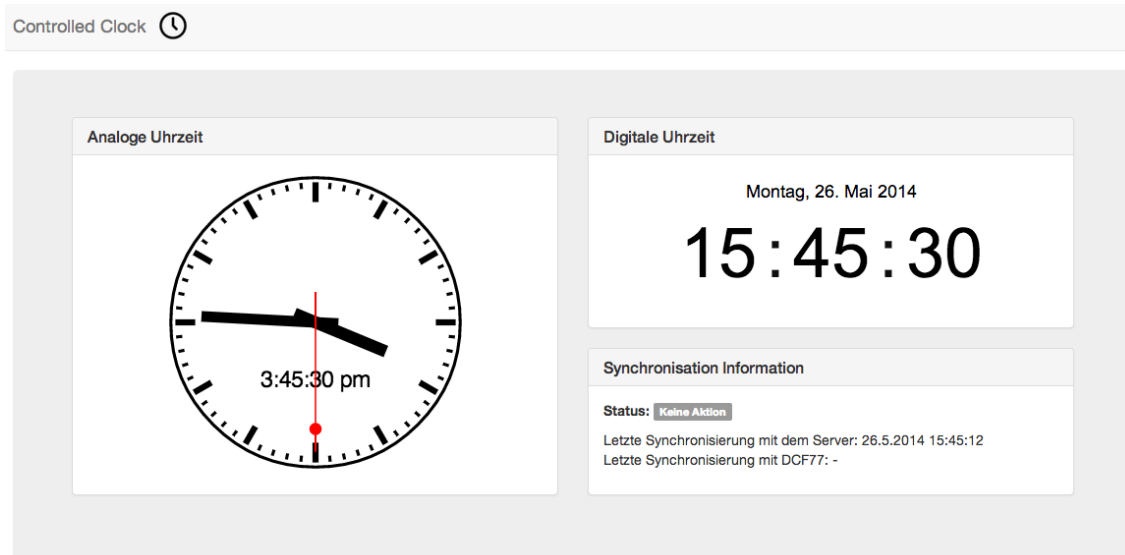 Controlled Clock
Analoge Uhrzeit
3:45:30 pm
Digitale Uhrzeit
Montag, 26. Mai 2014
15:45:30
Synchronisation Information
Status: Keine Aktion
Letzte Synchronisierung mit dem Server: 26.5.2014 15:45:12
Letzte Synchronisierung mit DCF77: -